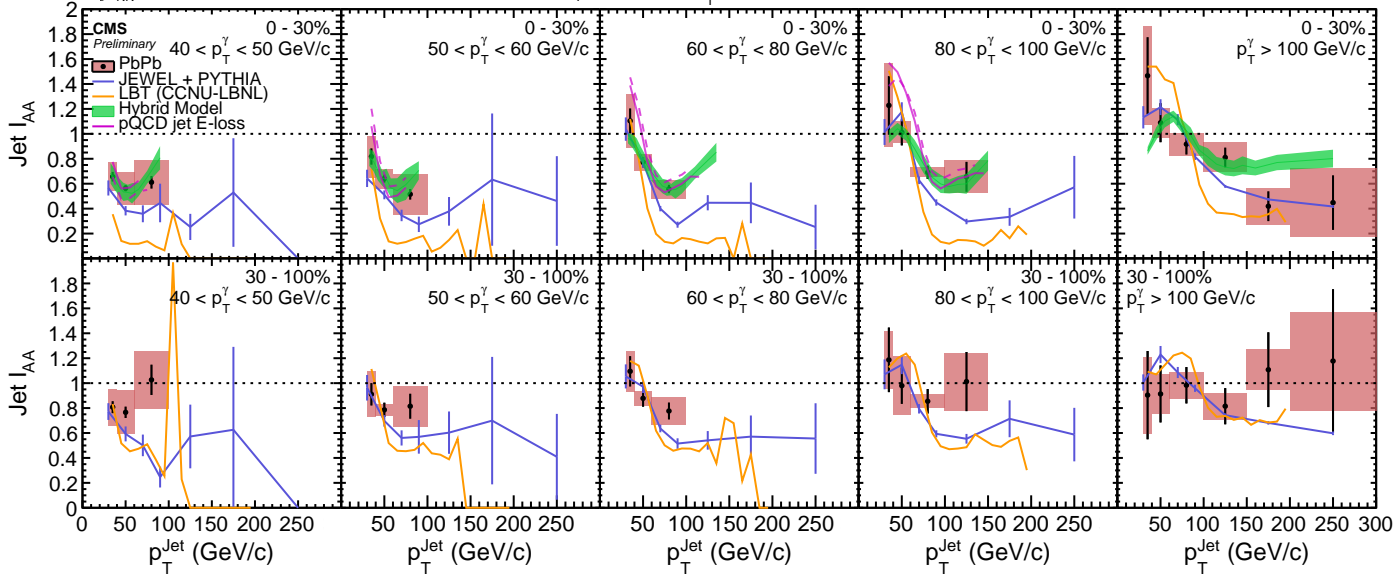 0 - 30% 0 - 30% 0 - 30% 0 - 30% 0 - 30%
CMS
Preliminary
40 < p_T^γ < 50 GeV/c 50 < p_T^γ < 60 GeV/c 60 < p_T^γ < 80 GeV/c 80 < p_T^γ < 100 GeV/c p_T^γ > 100 GeV/c
PbPb
JEWEL + PYTHIA
LBT (CCNU-LBNL)
Hybrid Model
pQCD jet E-loss
Jet I_AA
2
1.8
1.6
1.4
1.2
1
0.8
0.6
0.4
0.2
30 - 100% 30 - 100% 30 - 100% 30 - 100% 30 - 100%
40 < p_T^γ < 50 GeV/c 50 < p_T^γ < 60 GeV/c 60 < p_T^γ < 80 GeV/c 80 < p_T^γ < 100 GeV/c p_T^γ > 100 GeV/c
Jet I_AA
1.8
1.6
1.4
1.2
1
0.8
0.6
0.4
0.2
0
0 50 100 150 200 250 50 100 150 200 250 50 100 150 200 250 50 100 150 200 250 50 100 150 200 250 300
p_T^Jet (GeV/c) p_T^Jet (GeV/c) p_T^Jet (GeV/c) p_T^Jet (GeV/c) p_T^Jet (GeV/c)